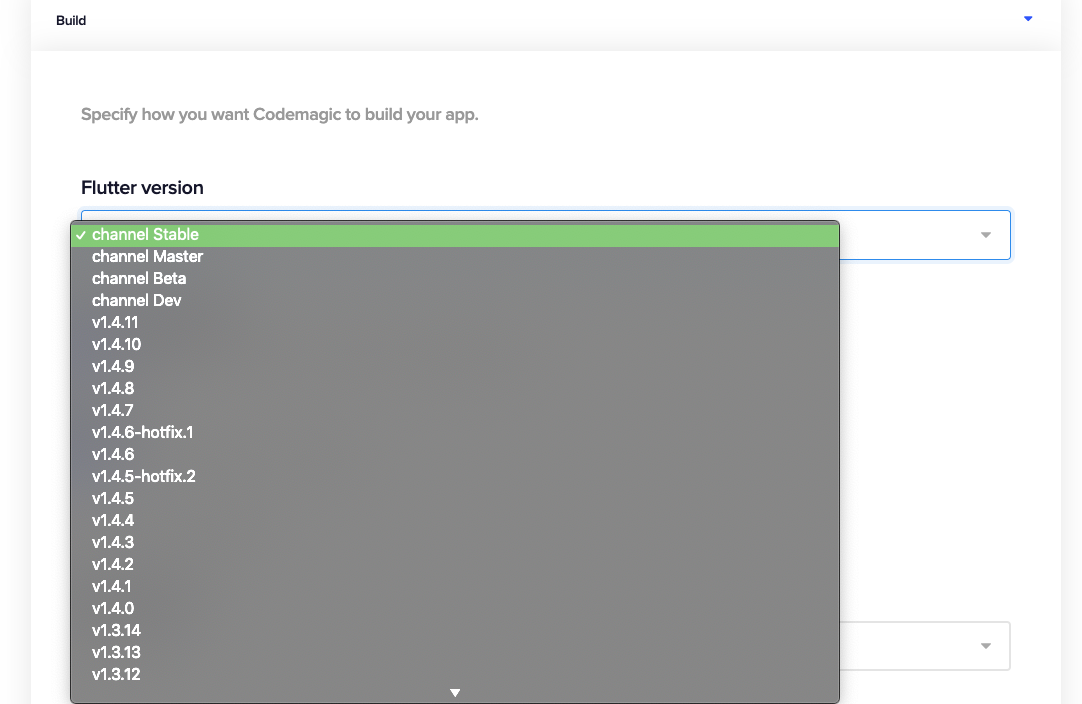 Build
Specify how you want Codemagic to build your app.
Flutter version
✓ channel Stable
channel Master
channel Beta
channel Dev
v1.4.11
v1.4.10
v1.4.9
v1.4.8
v1.4.7
v1.4.6-hotfix.1
v1.4.6
v1.4.5-hotfix.2
v1.4.5
v1.4.4
v1.4.3
v1.4.2
v1.4.1
v1.4.0
v1.3.14
v1.3.13
v1.3.12